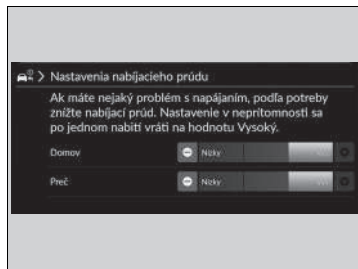 Nastavenia nabíjacieho prúdu
Ak máte nejaký problém s napájaním, podľa potreby
znížte nabíjací prúd. Nastavenie v neprítomnosti sa
po jednom nabití vráti na hodnotu Vysoký.
Domov Nízky
Preč Nízky